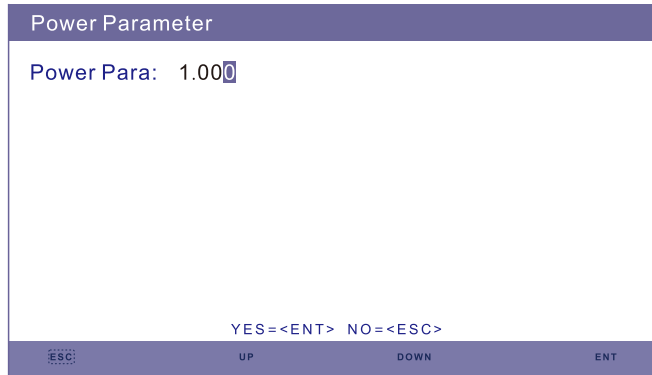 Power Parameter
Power Para: 1.000
YES=<ENT> NO=<ESC>
ESC UP DOWN ENT